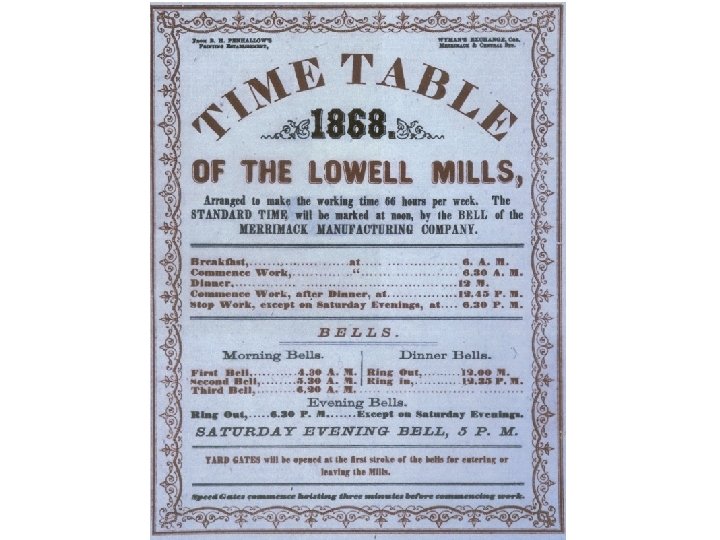 From B. H. PENHALLOW'S
Printing Establishment,
WYMAN'S EXCHANGE, Cor.
Merrimack & Central Sts.
TIME TABLE
1868.
OF THE LOWELL MILLS,
Arranged to make the working time 66 hours per week. The
STANDARD TIME will be marked at noon, by the BELL of the
MERRIMACK MANUFACTURING COMPANY.
Breakfast, at 6. A. M.
Commence Work, " 6.30 A. M.
Dinner 12 M.
Commence Work, after Dinner, at 12.45 P. M.
Stop Work, except on Saturday Evenings, at 6.30 P. M.
BELLS.
Morning Bells. Dinner Bells.
First Bell, 4.30 A. M. Ring Out, 12.00 M.
Second Bell, 5.30 A. M. Ring in, 12.35 P. M.
Third Bell, 6.20 A. M.
Evening Bells.
Ring Out, 6.30 P. M. Except on Saturday Evenings.
SATURDAY EVENING BELL, 5 P. M.
YARD GATES will be opened at the first stroke of the bells for entering or
leaving the Mills.
Speed Gates commence hoisting three minutes before commencing work.